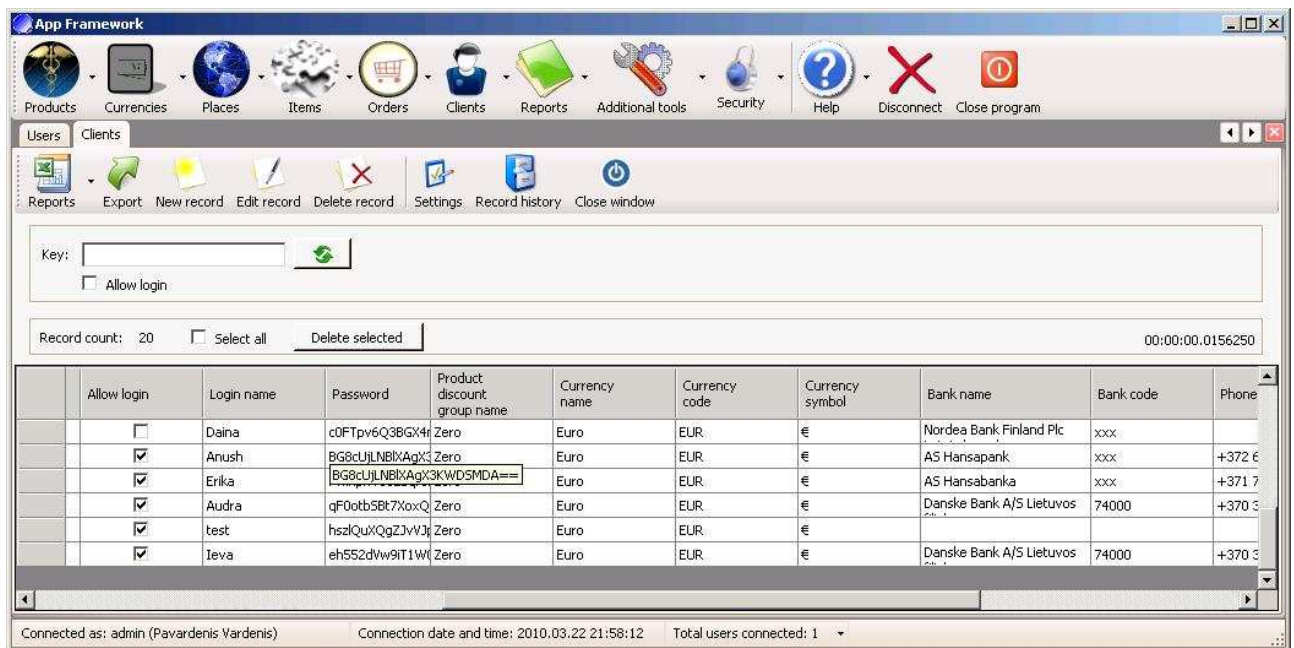 App Framework
Products Currencies Places Items Orders Clients Reports Additional tools Security Help Disconnect Close program
Users Clients
Reports Export New record Edit record Delete record Settings Record history Close window
Key:
Allow login
Record count: 20 Select all Delete selected 00:00:00.0156250
Allow login Login name Password Product discount group name Currency name Currency code Currency symbol Bank name Bank code Phone
Daina Zero Euro EUR € Nordea Bank Finland Plc xxx
Anush Zero Euro EUR € AS Hansapank xxx +372 6
BG8cUjLNBlXAgX3KWD5MDA==
Erika Euro EUR € AS Hansabanka xxx +371 7
Audra qF0otb5Bt7XoxQ Zero Euro EUR € Danske Bank A/S Lietuvos 74000 +370 3
test Zero Euro EUR €
Ieva Zero Euro EUR € Danske Bank A/S Lietuvos 74000 +370 3
Connected as: admin (Pavardenis Vardenis) Connection date and time: 2010.03.22 21:58:12 Total users connected: 1